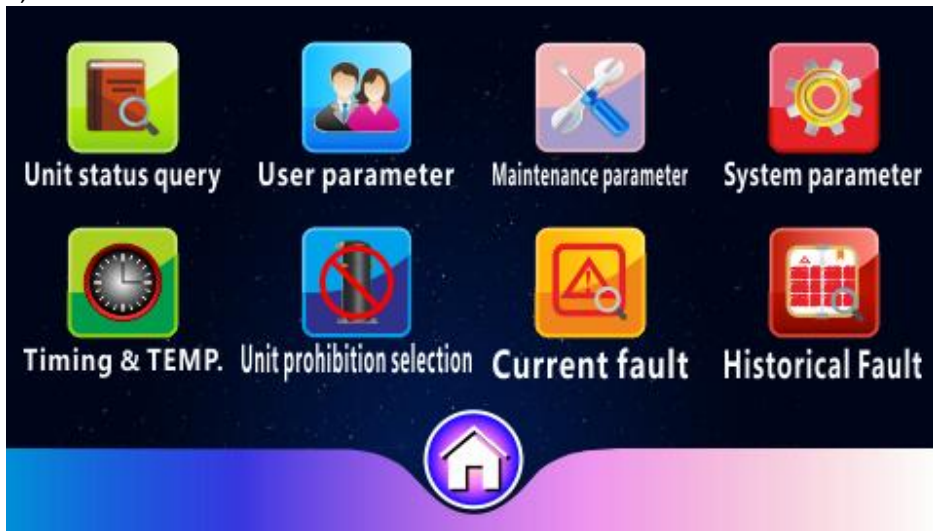 Unit status query
User parameter
Maintenance parameter
System parameter
Timing & TEMP.
Unit prohibition selection
Current fault
Historical Fault